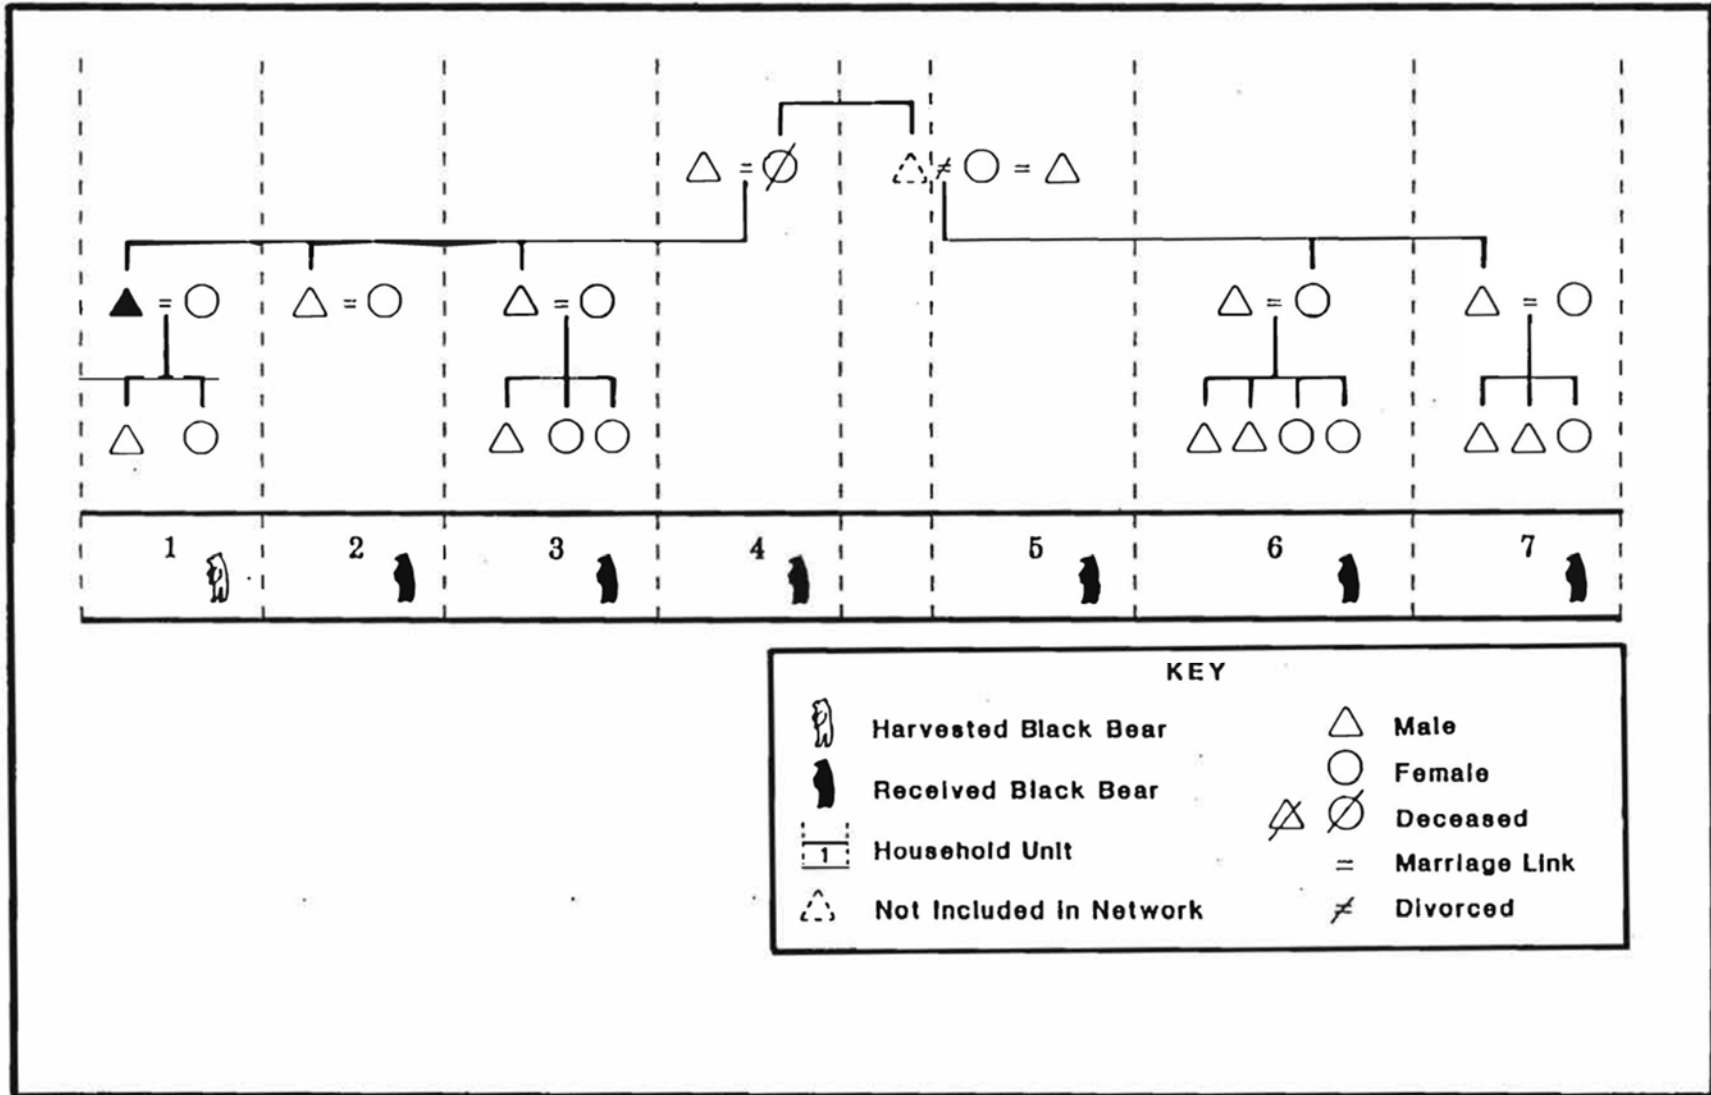 1 2 3 4 5 6 7
KEY
Harvested Black Bear
Received Black Bear
1 Household Unit
Not Included in Network
Male
Female
Deceased
= Marriage Link
≠ Divorced